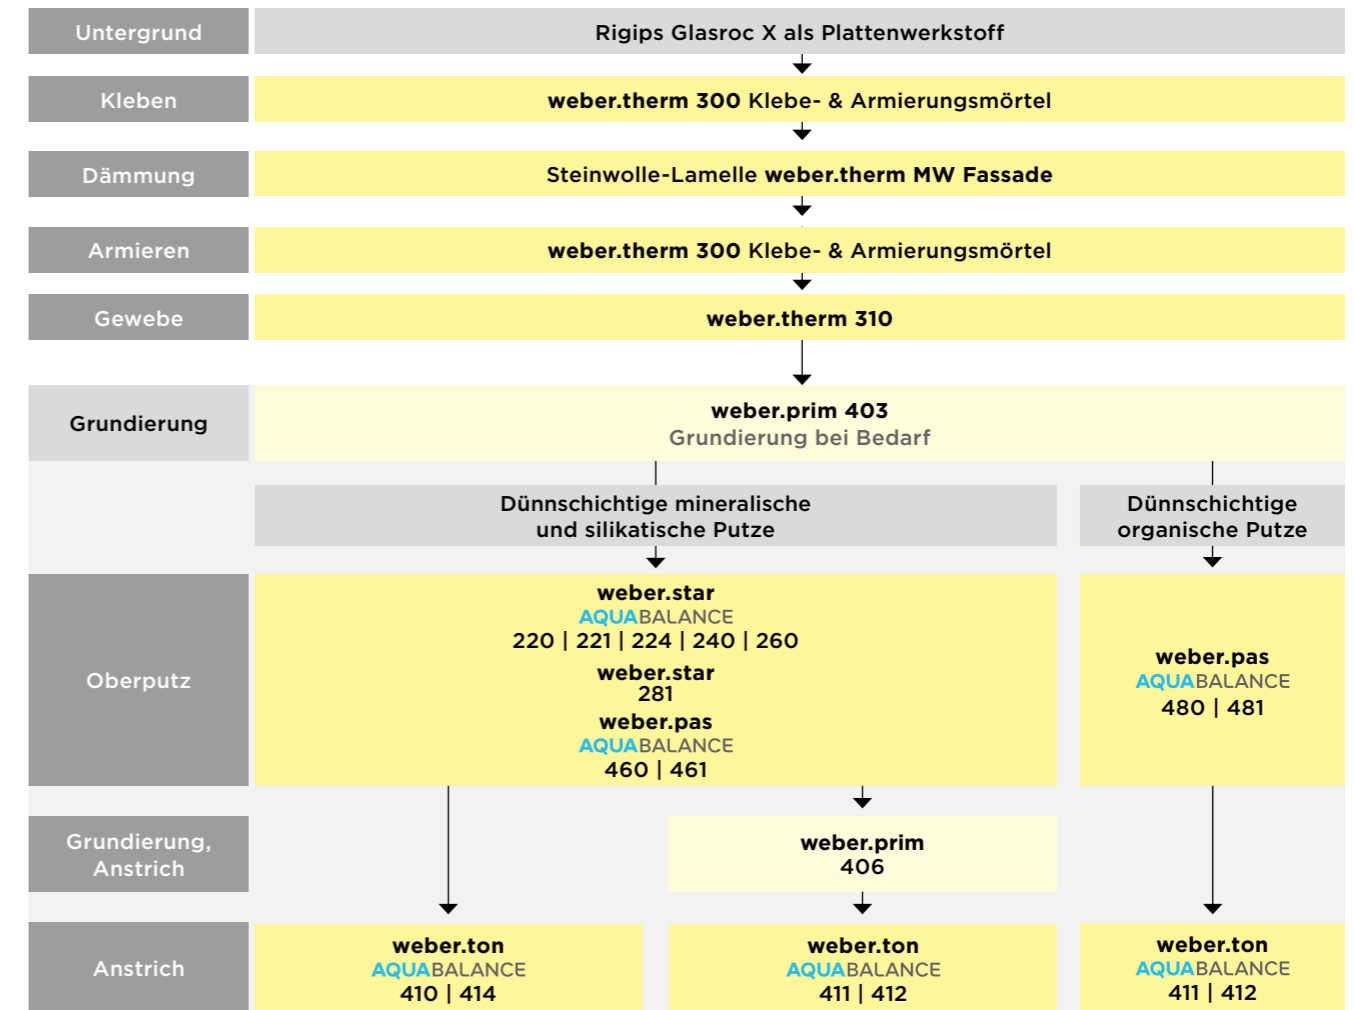 Untergrund
Rigips Glasroc X als Plattenwerkstoff
Kleben
weber.therm 300 Klebe- & Armierungsmörtel
Dämmung
Steinwolle-Lamelle weber.therm MW Fassade
Armieren
weber.therm 300 Klebe- & Armierungsmörtel
Gewebe
weber.therm 310
Grundierung
weber.prim 403
Grundierung bei Bedarf
Dünnschichtige mineralische
und silikatische Putze
Dünnschichtige
organische Putze
Oberputz
weber.star
AQUABALANCE
220 | 221 | 224 | 240 | 260
weber.star
281
weber.pas
AQUABALANCE
460 | 461
weber.pas
AQUABALANCE
480 | 481
Grundierung,
Anstrich
weber.prim
406
Anstrich
weber.ton
AQUABALANCE
410 | 414
weber.ton
AQUABALANCE
411 | 412
weber.ton
AQUABALANCE
411 | 412